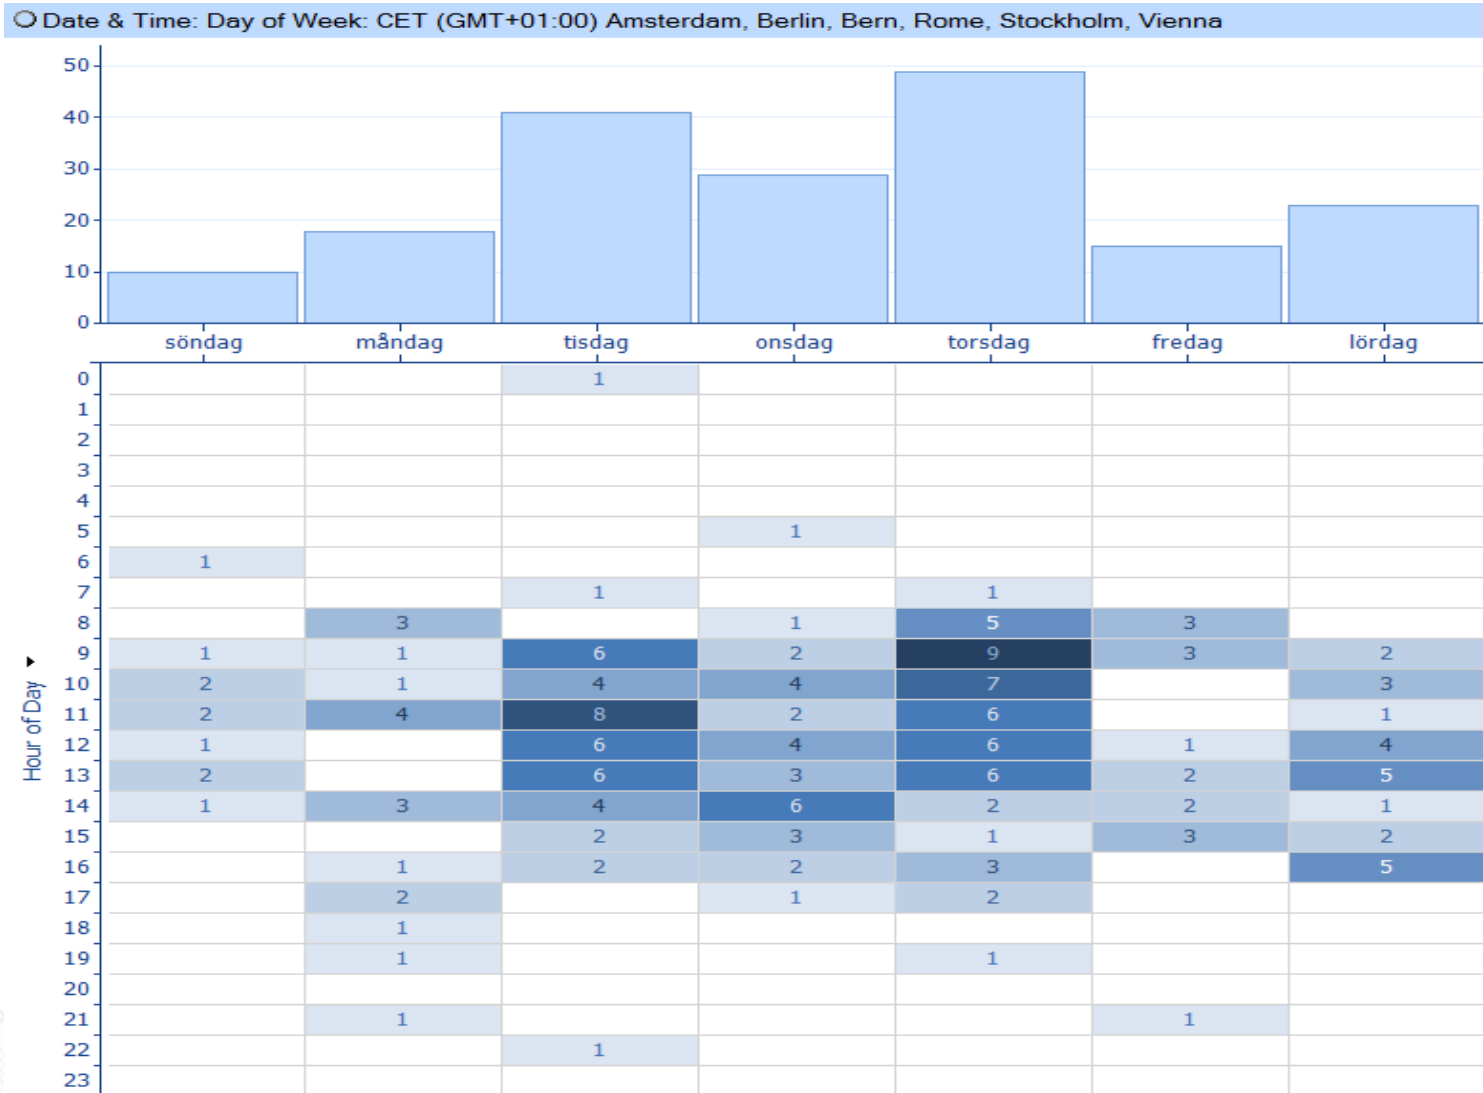 Date & Time: Day of Week: CET (GMT+01:00) Amsterdam, Berlin, Bern, Rome, Stockholm, Vienna
50
40
30
20
10
0
söndag måndag tisdag onsdag torsdag fredag lördag
Hour of Day
0 1
1
2
3
4
5 1
6 1
7 1 1
8 3 1 5 3
9 1 1 6 2 9 3 2
10 2 1 4 4 7 3
11 2 4 8 2 6 1
12 1 6 4 6 1 4
13 2 6 3 6 2 5
14 1 3 4 6 2 2 1
15 2 3 1 3 2
16 1 2 2 3 5
17 2 1 2
18 1
19 1 1
20
21 1 1
22 1
23